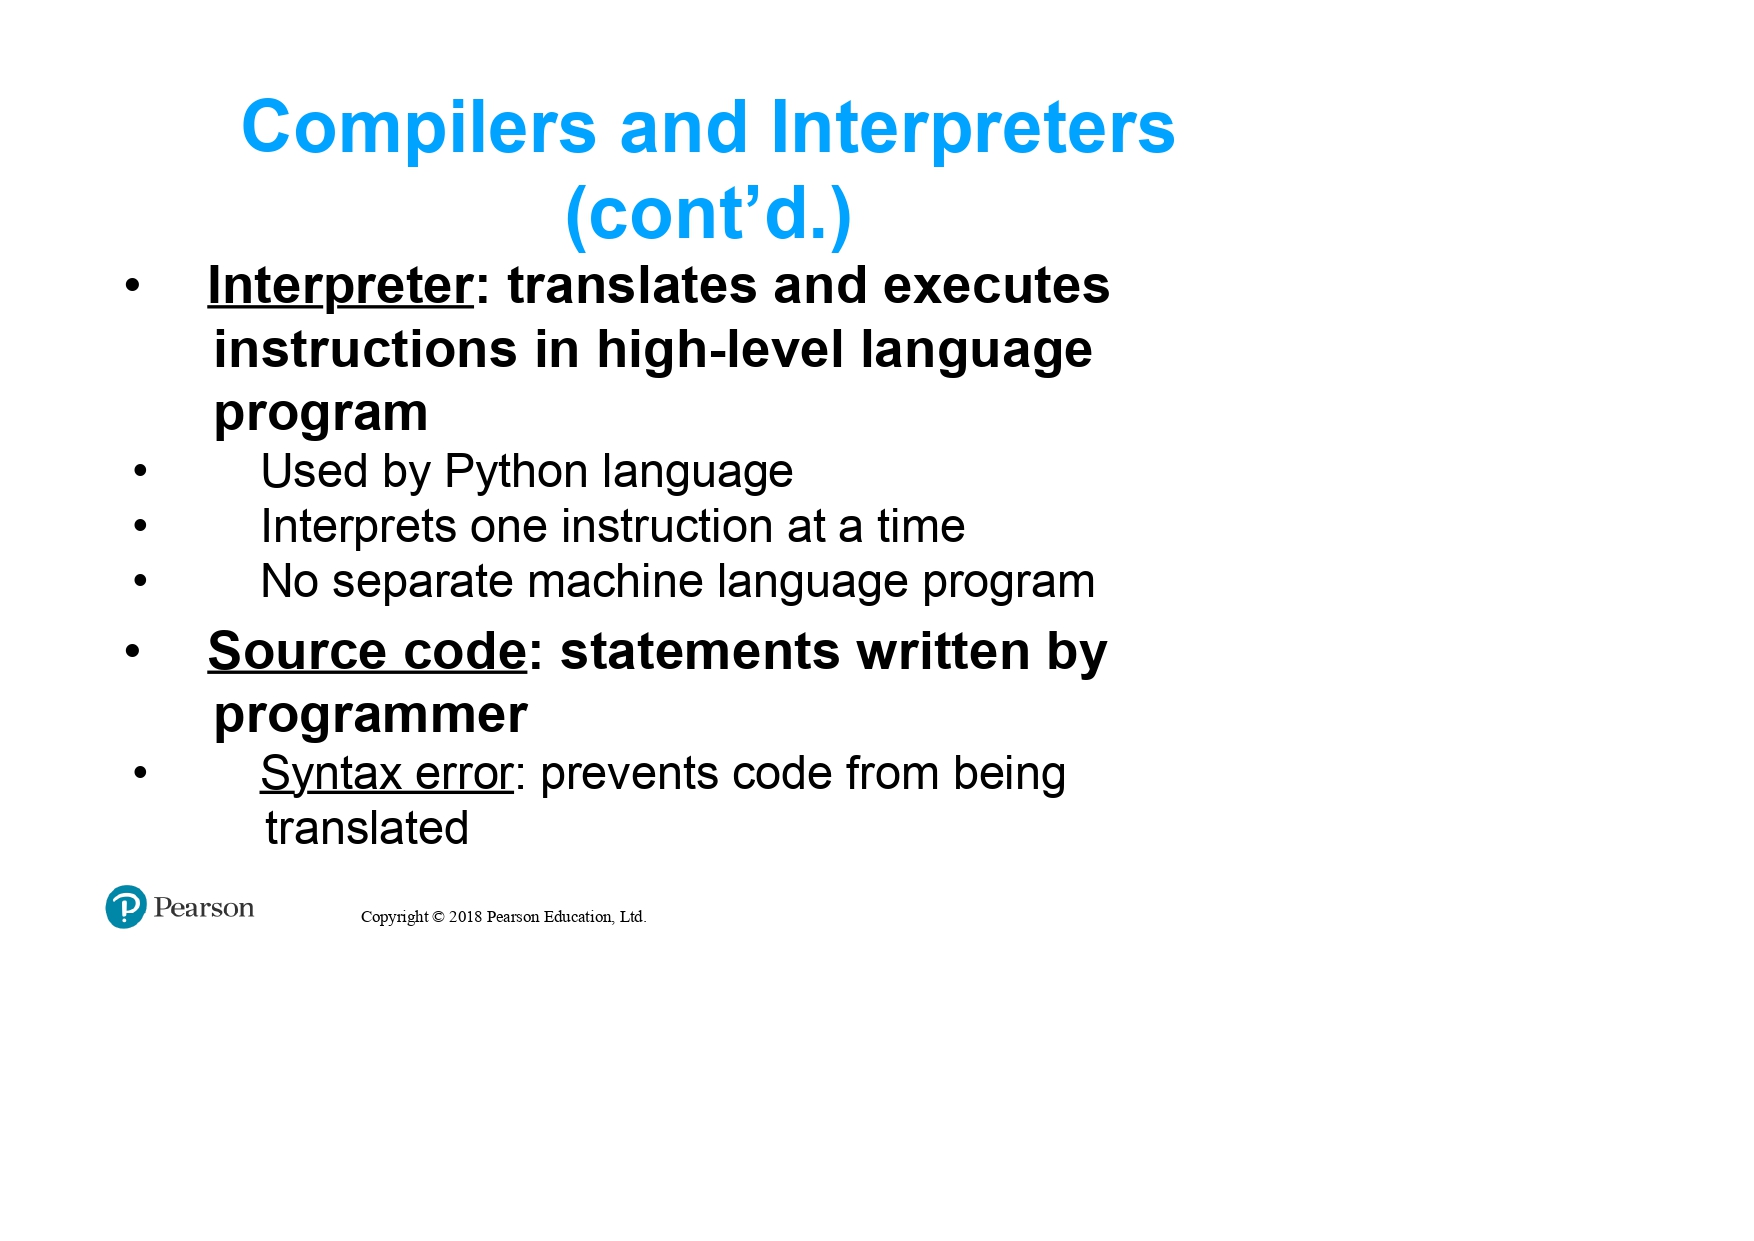 Compilers and Interpreters
(cont’d.)
• Interpreter: translates and executes
instructions in high-level language
program
• Used by Python language
• Interprets one instruction at a time
• No separate machine language program
• Source code: statements written by
programmer
• Syntax error: prevents code from being
translated
Pearson
Copyright © 2018 Pearson Education, Ltd.